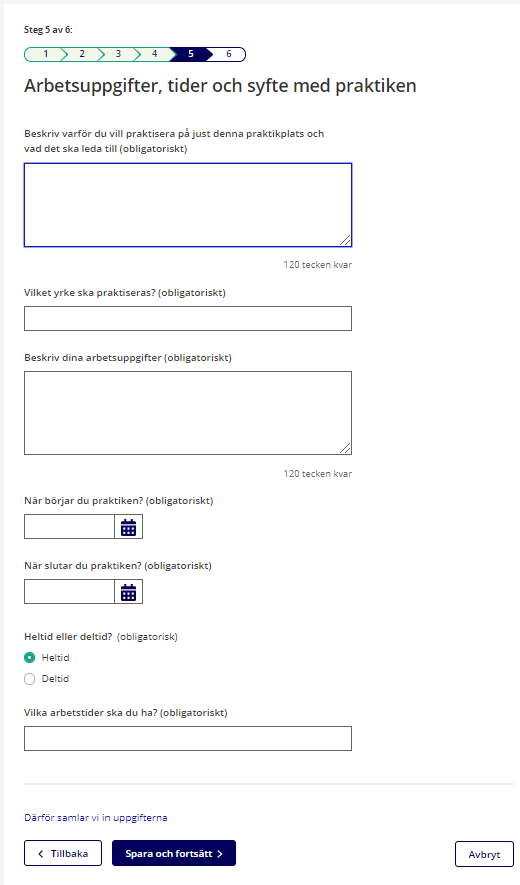 Steg 5 av 6:
1 2 3 4 5 6
Arbetsuppgifter, tider och syfte med praktiken
Beskriv varför du vill praktisera på just denna praktikplats och
vad det ska leda till (obligatoriskt)
120 tecken kvar
Vilket yrke ska praktiseras? (obligatoriskt)
Beskriv dina arbetsuppgifter (obligatoriskt)
120 tecken kvar
När börjar du praktiken? (obligatoriskt)
När slutar du praktiken? (obligatoriskt)
Heltid eller deltid? (obligatorisk)
Heltid
Deltid
Vilka arbetstider ska du ha? (obligatoriskt)
Därför samlar vi in uppgifterna
Tillbaka Spara och fortsätt Avbryt